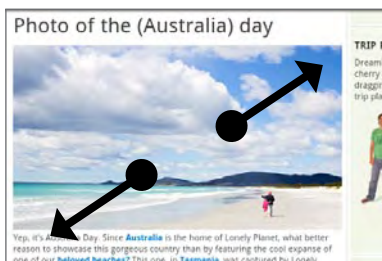 Photo of the (Australia) day
TRIP
Dream
cherry
draggin
trip pla
Yep, it's Day. Since Australia is the home of Lonely Planet, what better
reason to showcase this gorgeous country than by featuring the cool expanse of
one of our beloved beaches? This one, in Tasmania, was captured by Lonely